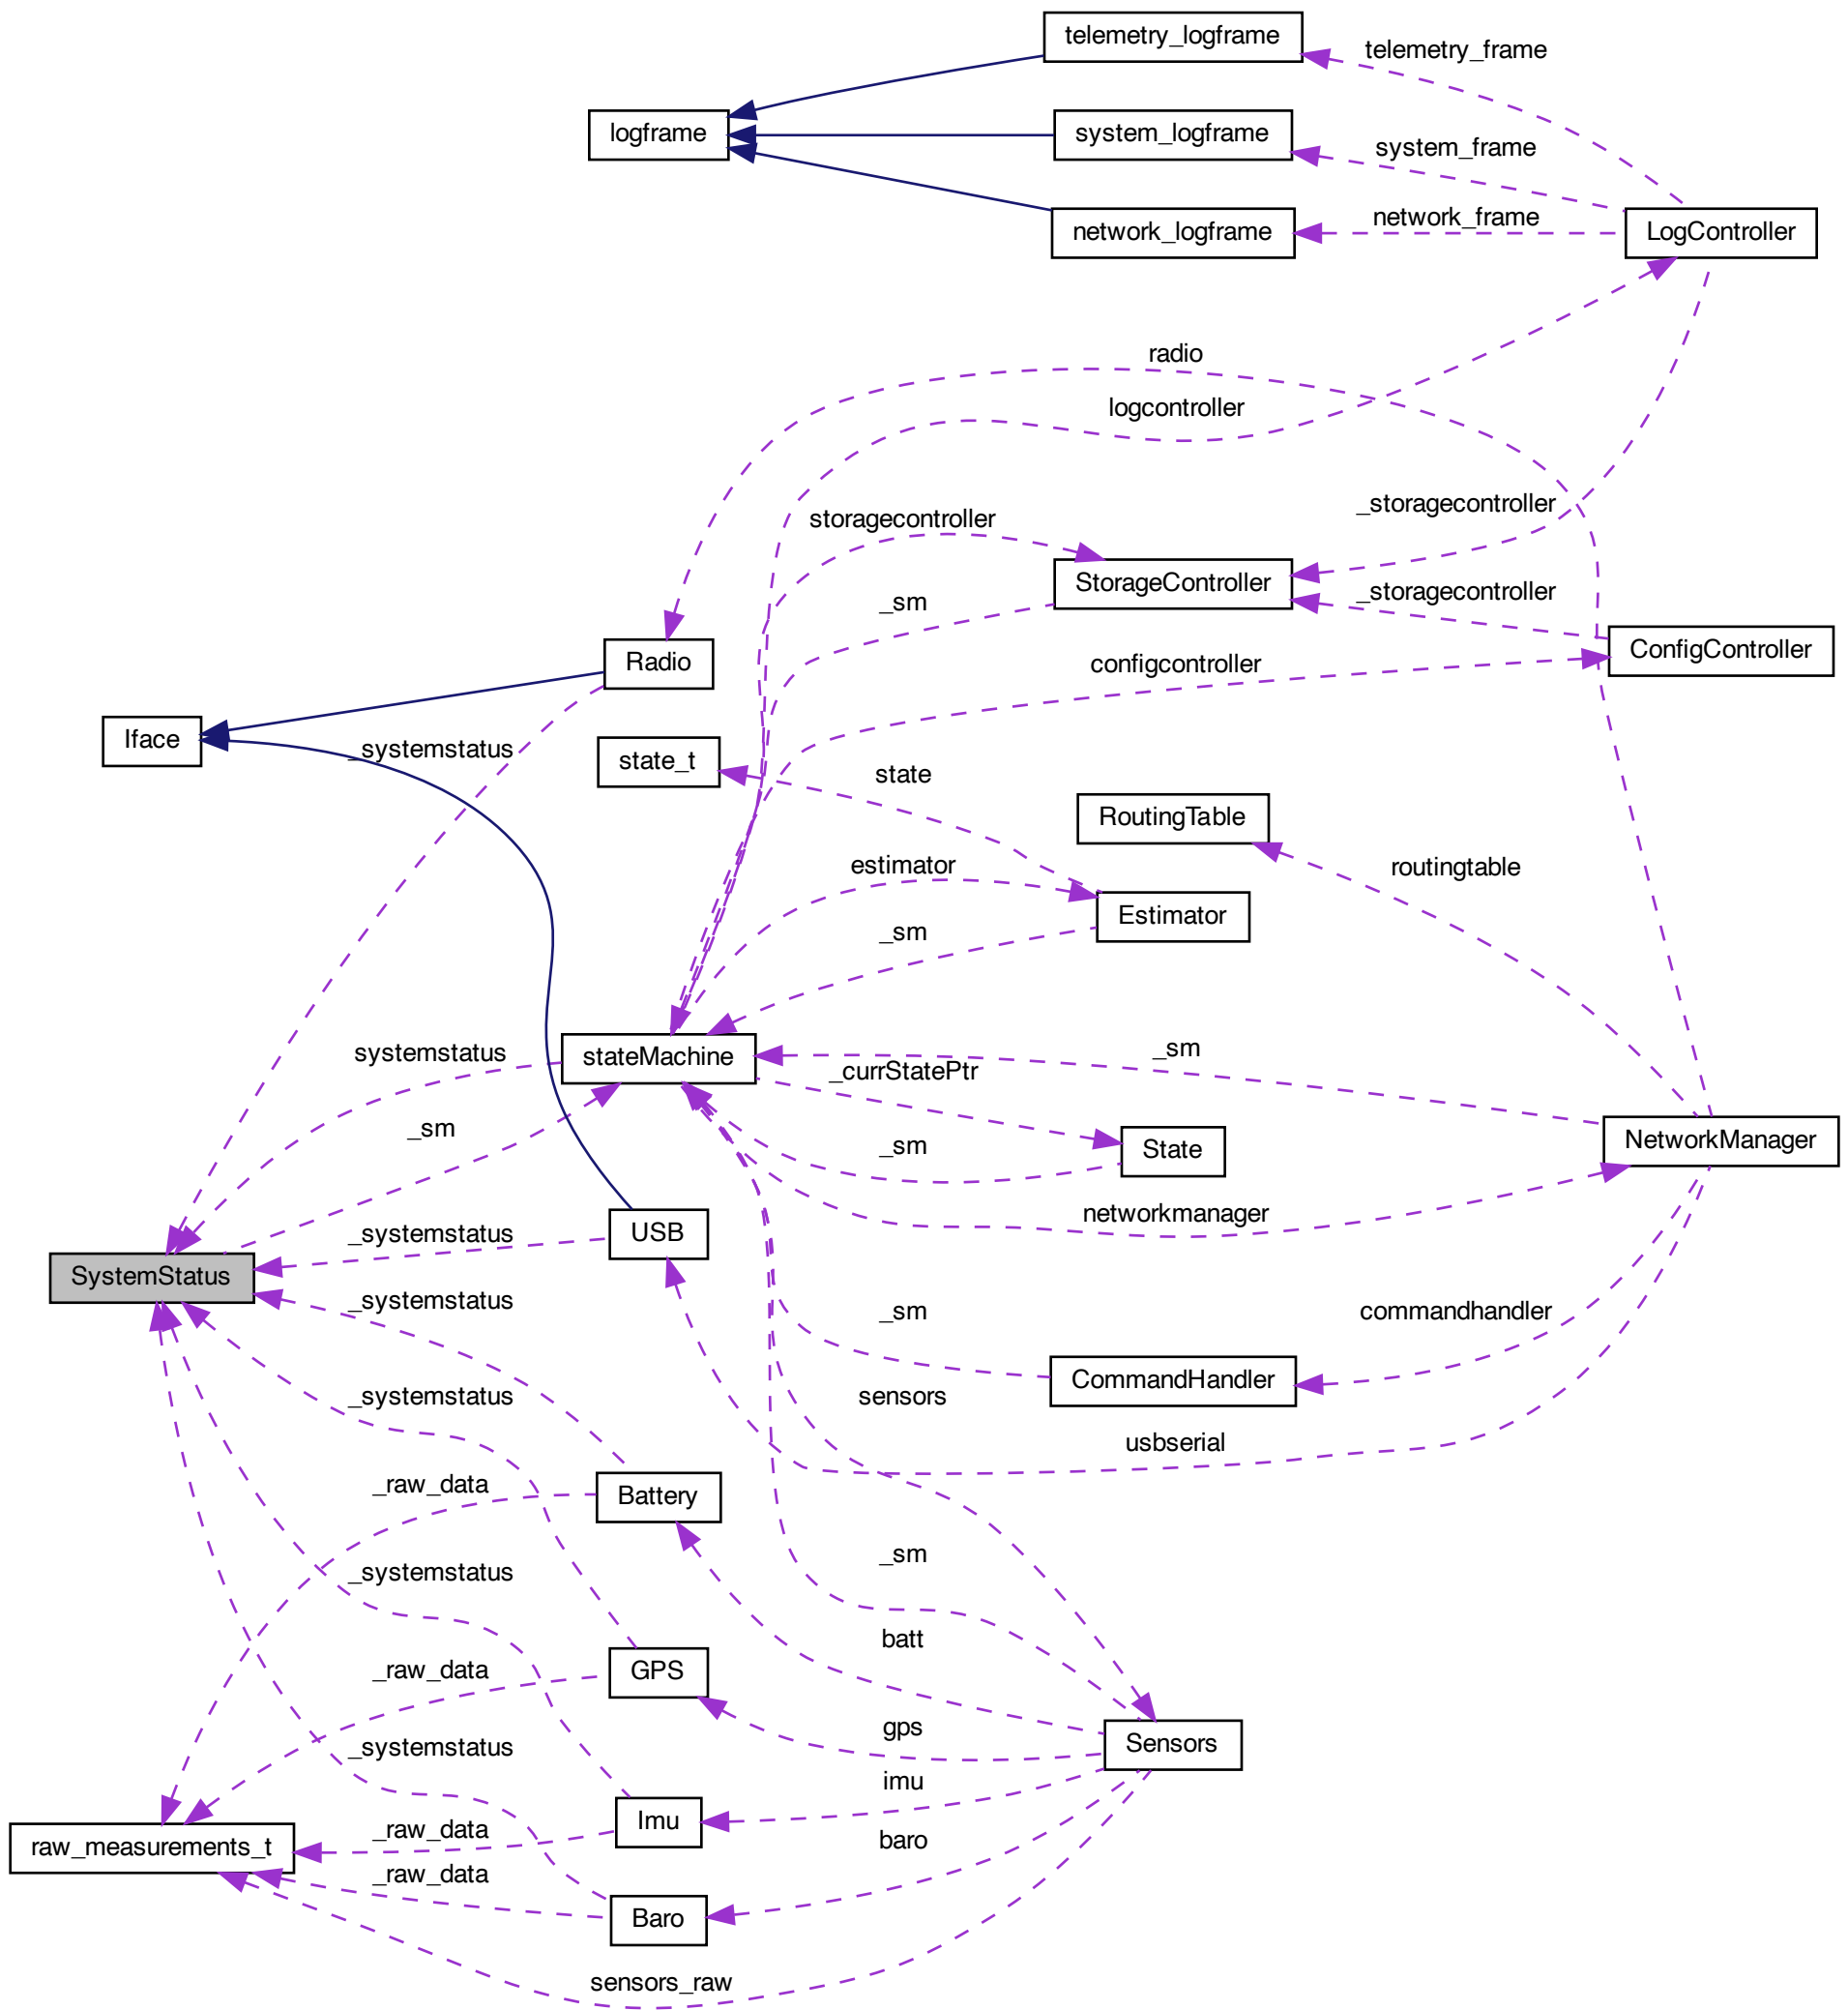 telemetry_logframe
telemetry_frame
logframe
system_logframe
system_frame
network_logframe
network_frame
LogController
radio
logcontroller
storagecontroller
_storagecontroller
StorageController
_storagecontroller
_sm
ConfigController
Radio
configcontroller
Iface
_systemstatus
state_t
state
RoutingTable
estimator
routingtable
Estimator
_sm
stateMachine
systemstatus
_currStatePtr
_sm
_sm
State
_sm
NetworkManager
networkmanager
USB
_systemstatus
SystemStatus
_systemstatus
_sm
commandhandler
CommandHandler
_systemstatus
sensors
usbserial
_raw_data
Battery
_systemstatus
_sm
batt
_raw_data
GPS
gps
Sensors
_systemstatus
imu
Imu
_raw_data
raw_measurements_t
baro
_raw_data
Baro
sensors_raw